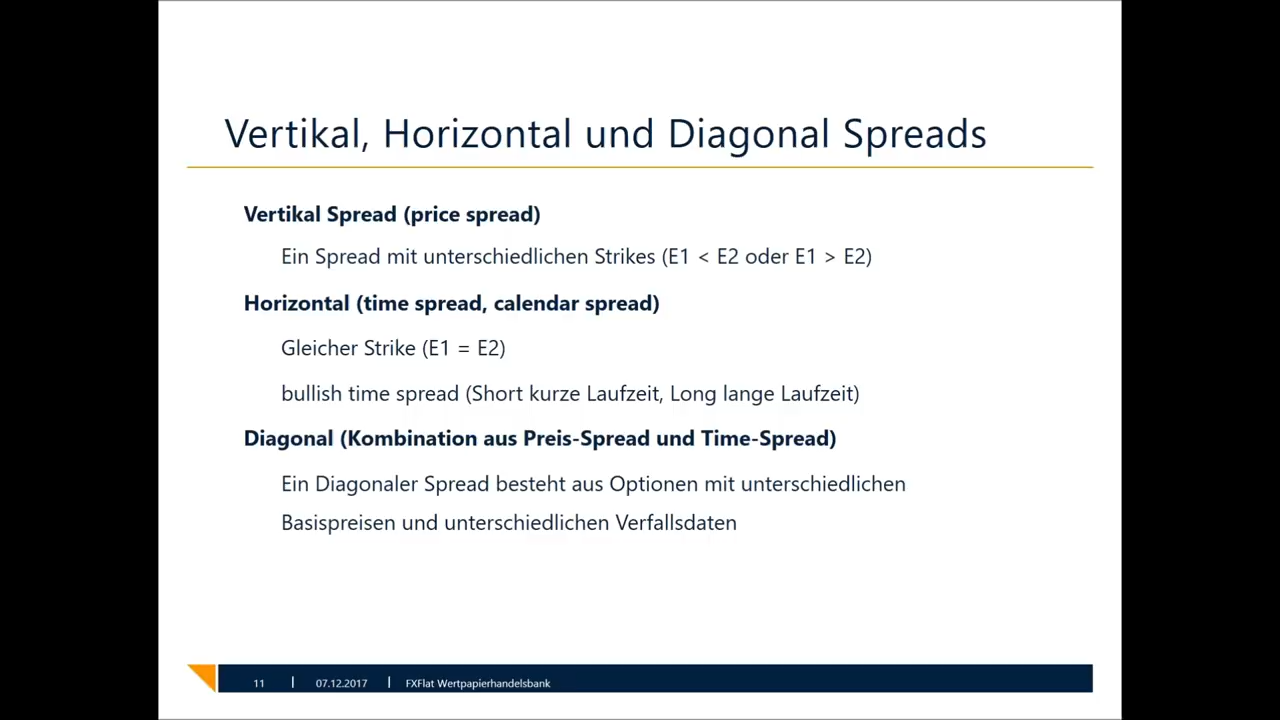 Vertikal, Horizontal und Diagonal Spreads
Vertikal Spread (price spread)
Ein Spread mit unterschiedlichen Strikes (E1 < E2 oder E1 > E2)
Horizontal (time spread, calendar spread)
Gleicher Strike (E1 = E2)
bullish time spread (Short kurze Laufzeit, Long lange Laufzeit)
Diagonal (Kombination aus Preis-Spread und Time-Spread)
Ein Diagonaler Spread besteht aus Optionen mit unterschiedlichen
Basispreisen und unterschiedlichen Verfallsdaten
11 | 07.12.2017 | FXFlat Wertpapierhandelsbank